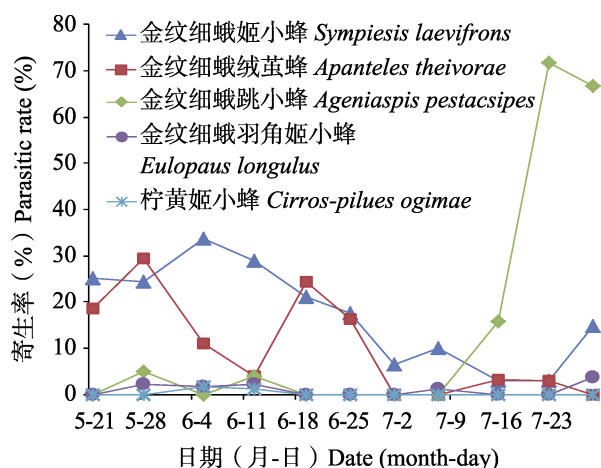 寄生率（%）Parasitic rate (%)
80
70
60
50
40
30
20
10
0
金纹细蛾姬小蜂 Sympiesis laevifrons
金纹细蛾绒茧蜂 Apanteles theivorae
金纹细蛾跳小蜂 Ageniaspis pestacsipes
金纹细蛾羽角姬小蜂
Eulopaus longulus
柠黄姬小蜂 Cirros-pilues ogimae
5-21 5-28 6-4 6-11 6-18 6-25 7-2 7-9 7-16 7-23
日期（月-日）Date (month-day)